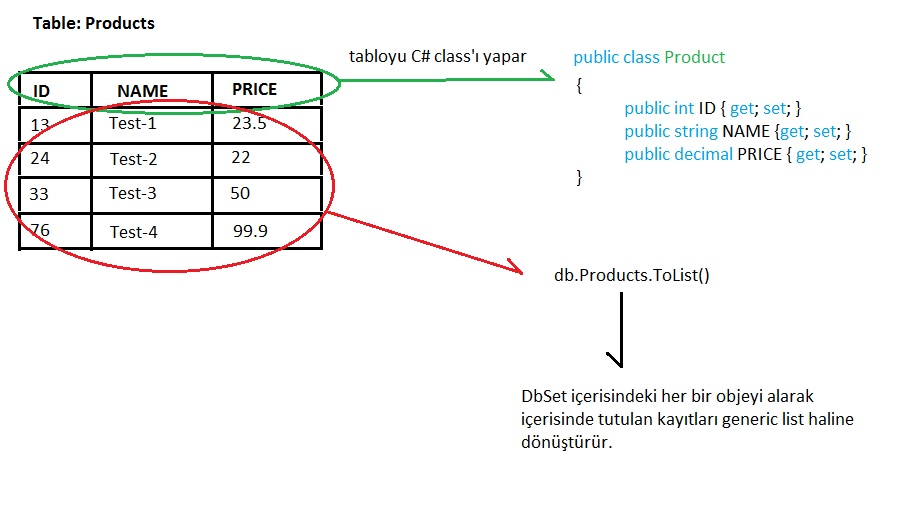 Table: Products
tabloyu C# class'ı yapar
ID NAME PRICE
13 Test-1 23.5
24 Test-2 22
33 Test-3 50
76 Test-4 99.9
public class Product
{
public int ID { get; set; }
public string NAME {get; set; }
public decimal PRICE { get; set; }
}
db.Products.ToList()
DbSet içerisindeki her bir objeyi alarak
içerisinde tutulan kayıtları generic list haline
dönüştürür.